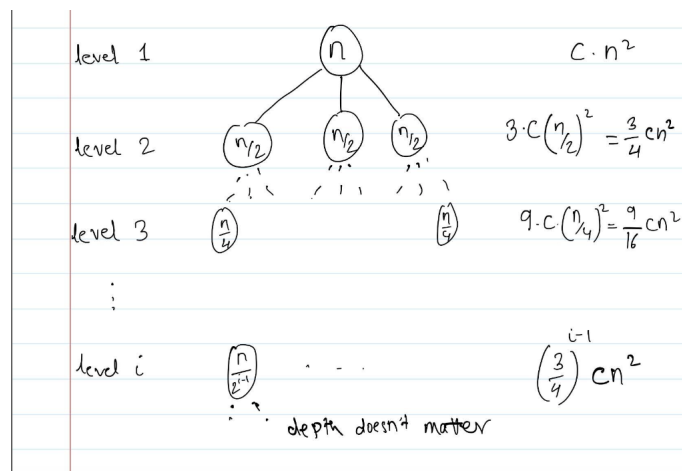 level 1 n C · n²
level 2 n/2 n/2 n/2 3·C(n/2)² = 3/4 cn²
level 3 n/4 n/4 9·C·(n/4)² = 9/16 cn²
⋮
level i n/2^(i-1) · - · (3/4)^(i-1) cn²
depth doesn't matter